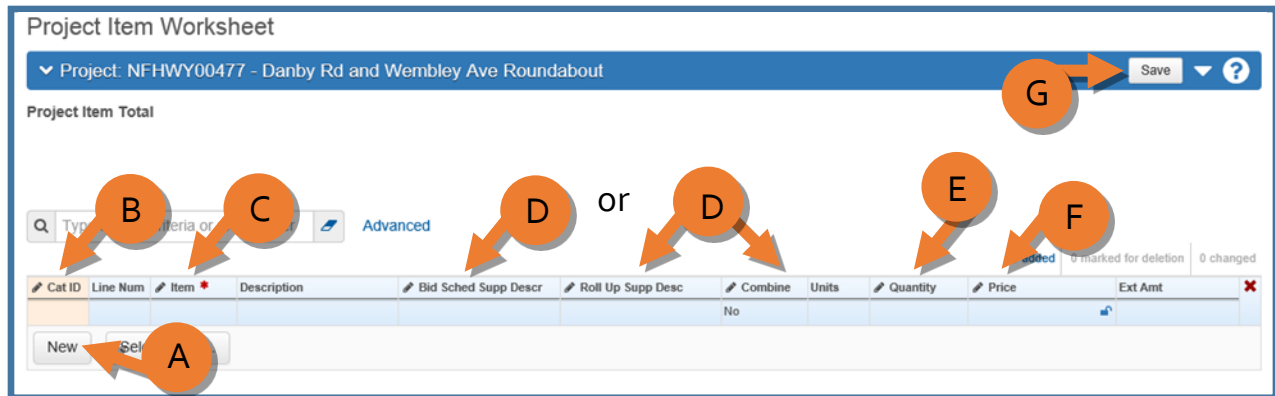 Project Item Worksheet
Project: NFHWY00477 - Danby Rd and Wembley Ave Roundabout
Save
?
G
Project Item Total
B
C
D
or
D
E
F
Advanced
added 0 marked for deletion 0 changed
Cat ID Line Num Item * Description Bid Sched Supp Descr Roll Up Supp Desc Combine Units Quantity Price Ext Amt
No
New
A